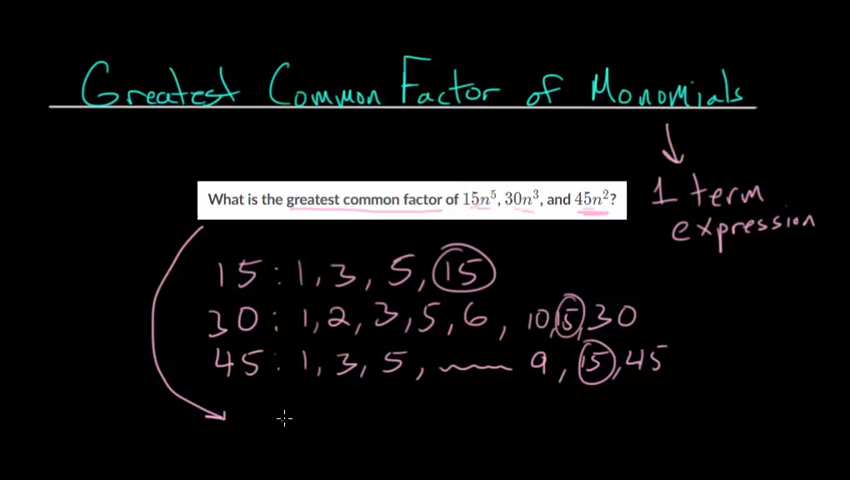 Greatest Common Factor of Monomials
What is the greatest common factor of 15n⁵, 30n³, and 45n²?
1 term
expression
15 : 1, 3, 5, 15
30 : 1, 2, 3, 5, 6, 10, 15, 30
45 : 1, 3, 5, 9, 15, 45